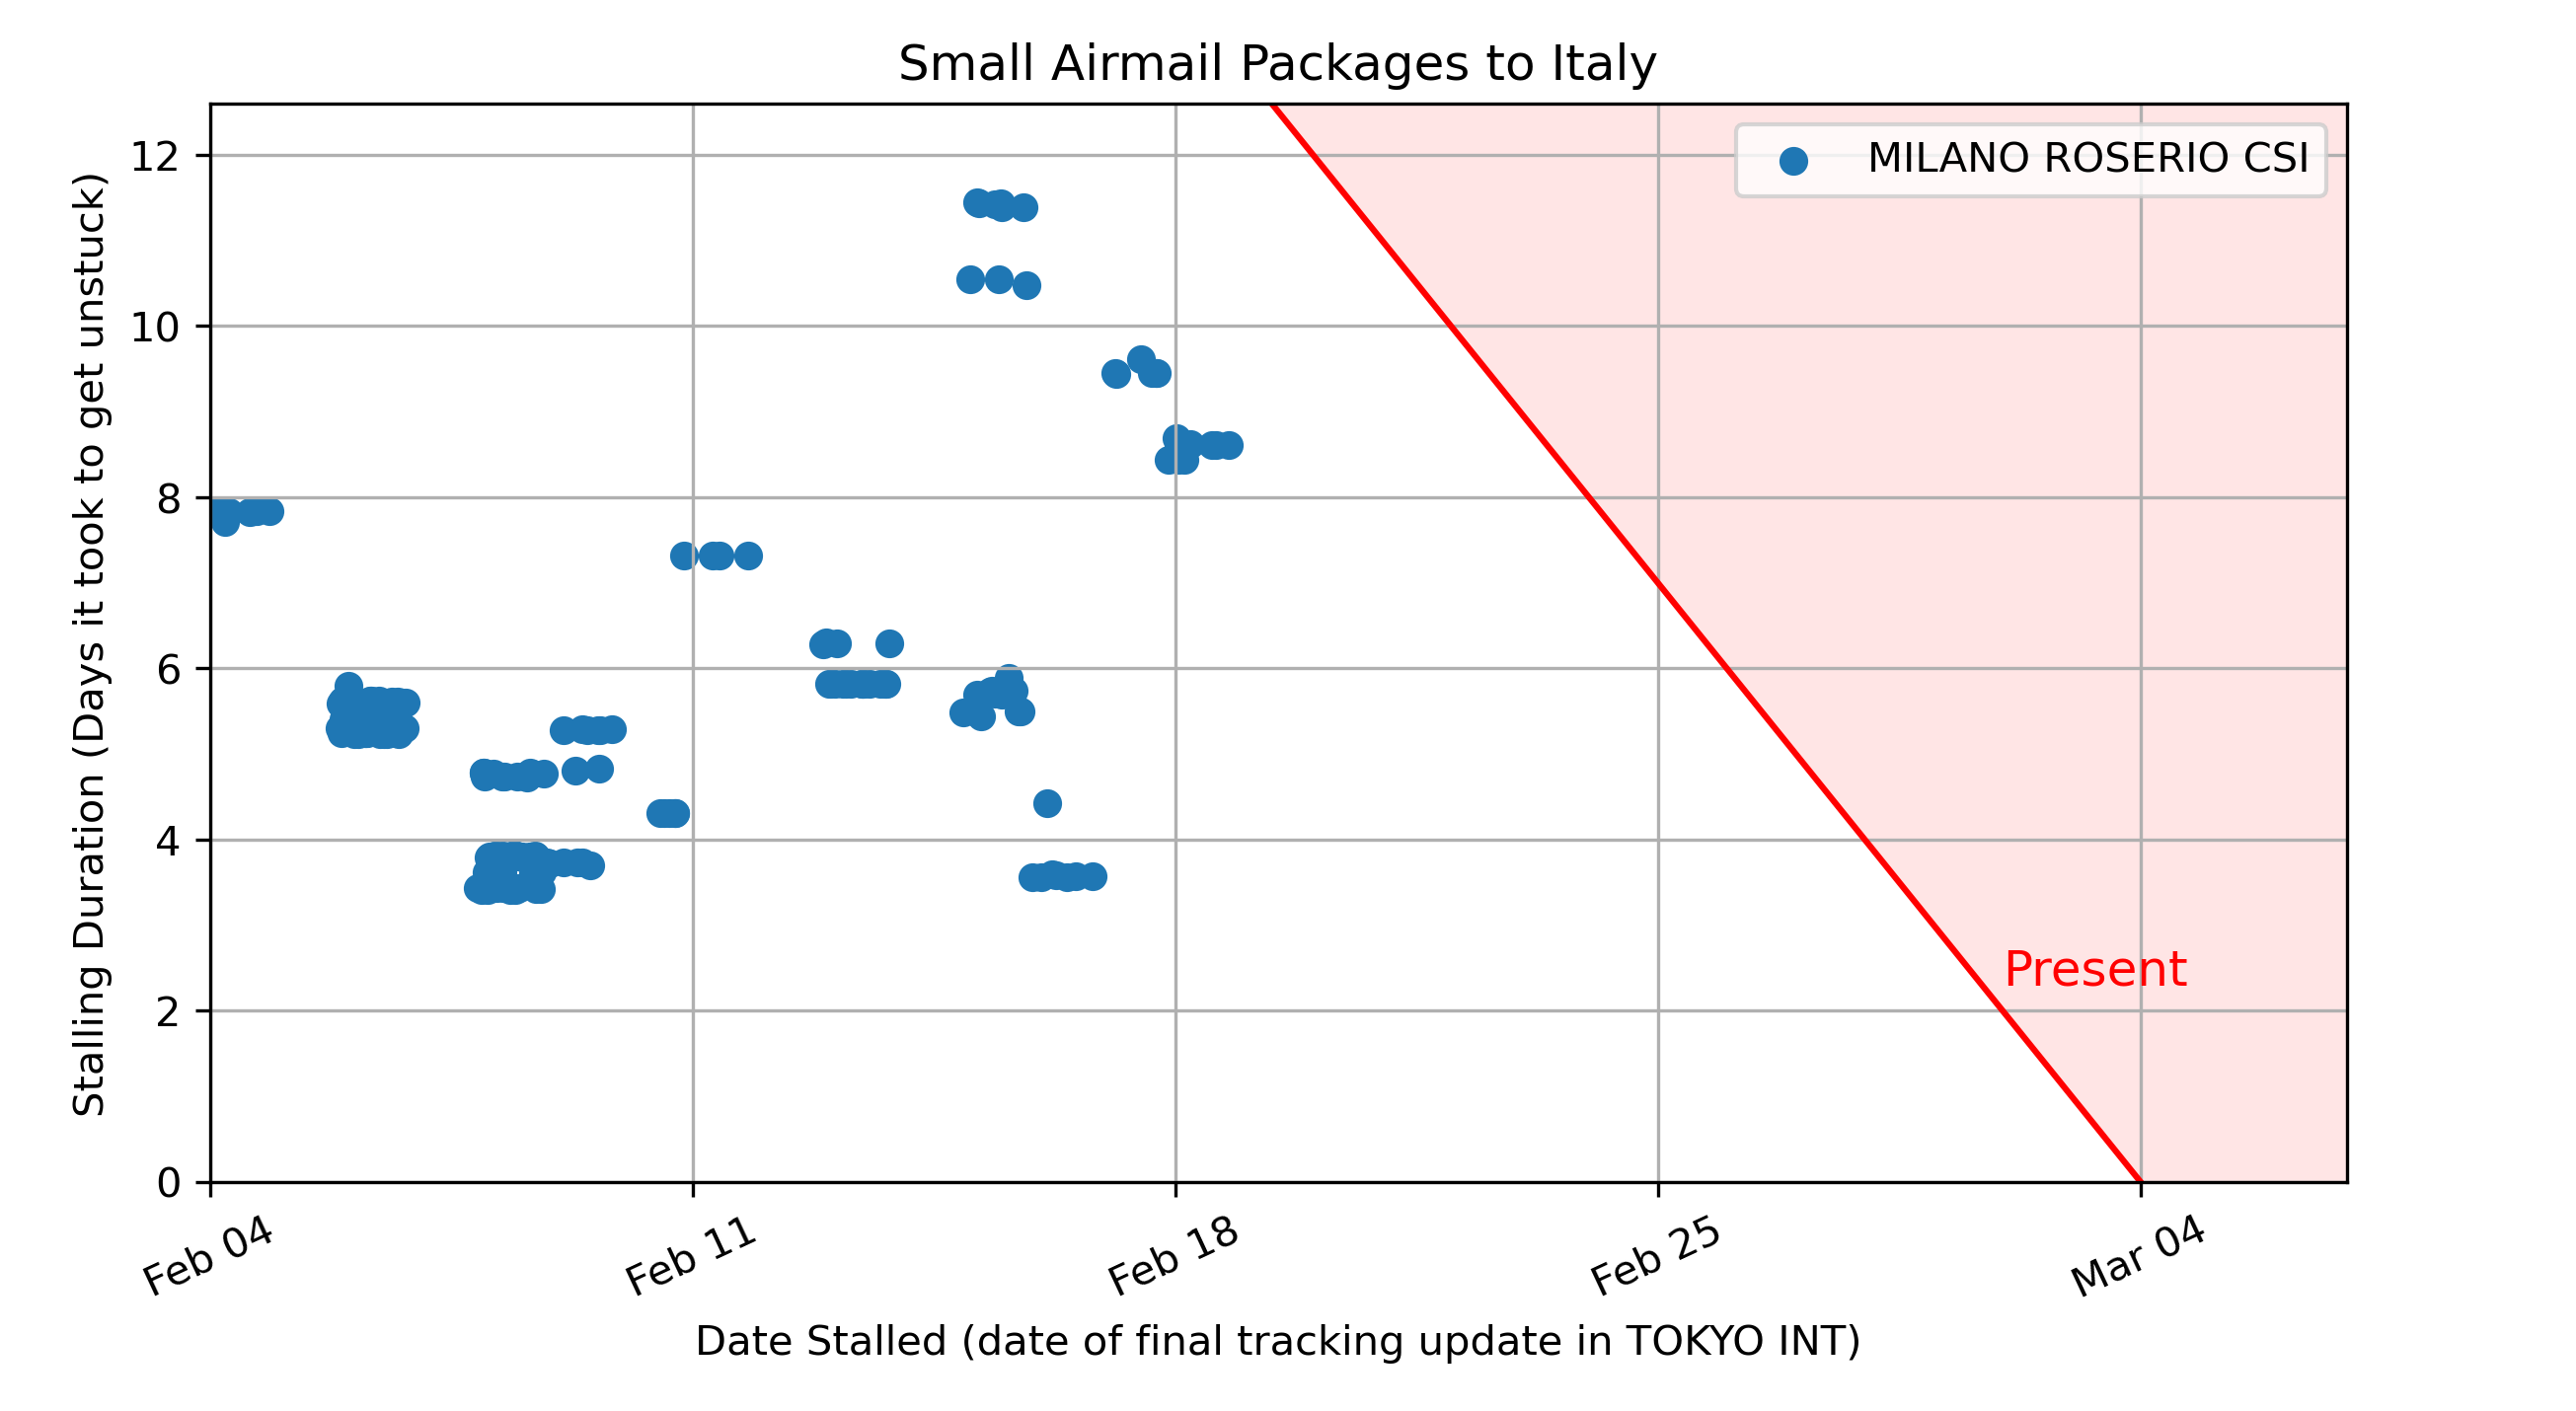 Small Airmail Packages to Italy
MILANO ROSERIO CSI
Stalling Duration (Days it took to get unstuck)
12
10
8
6
4
2
0
Present
Feb 04
Feb 11
Feb 18
Feb 25
Mar 04
Date Stalled (date of final tracking update in TOKYO INT)